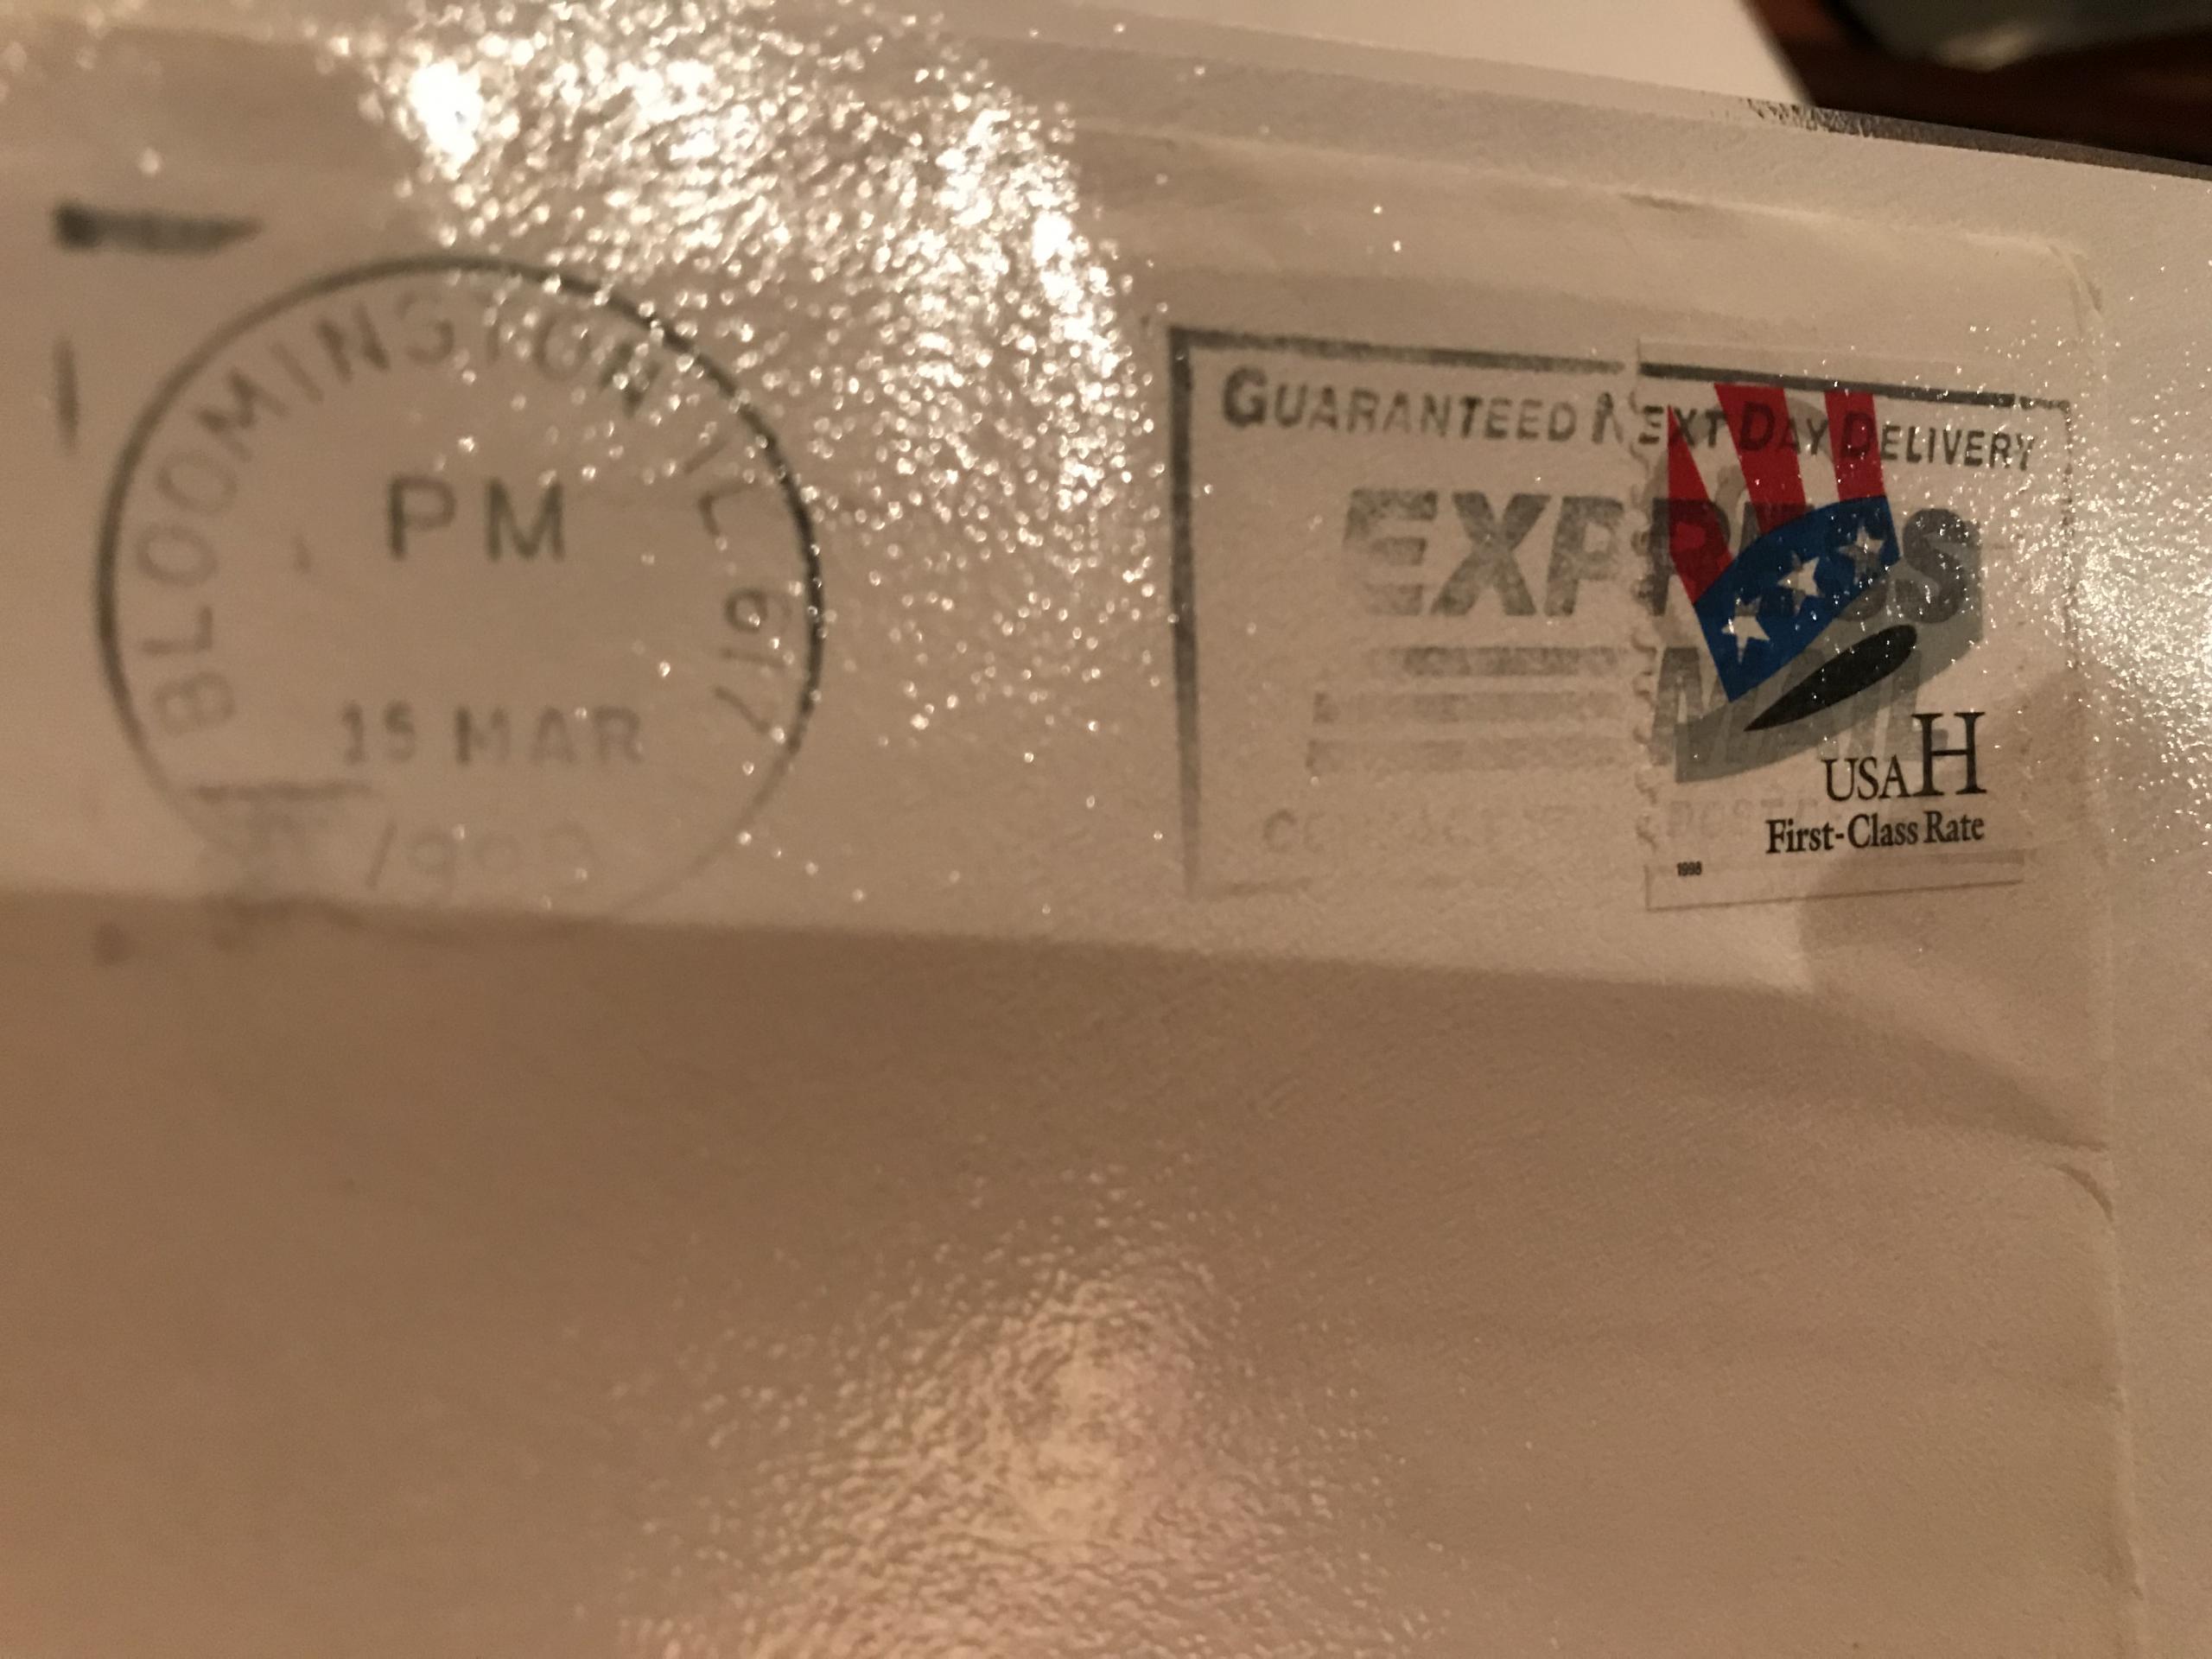 BLOOMINGTON IL 617
PM
15 MAR
GUARANTEED NEXT DAY DELIVERY
EXPRESS
MAIL
USA H
First-Class Rate
1998